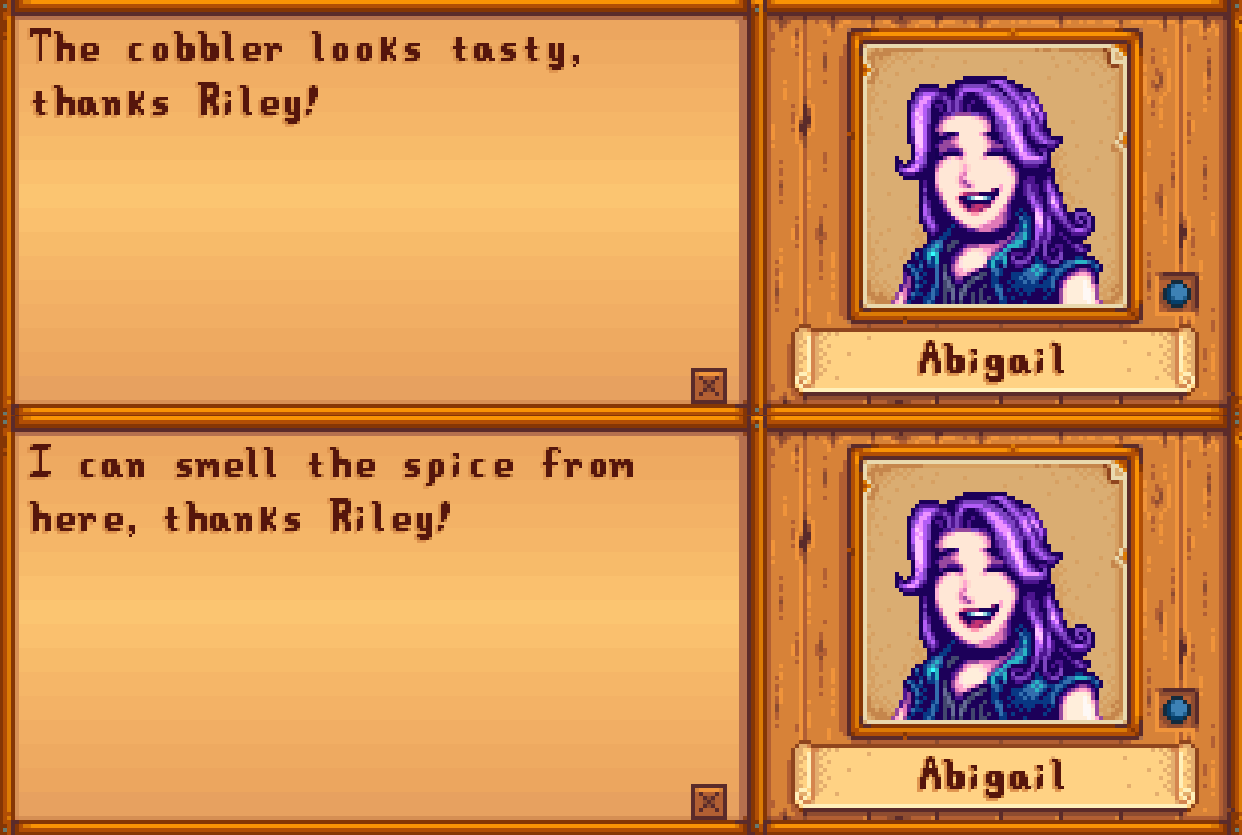 The cobbler looks tasty,
thanks Riley!
Abigail
I can smell the spice from
here, thanks Riley!
Abigail